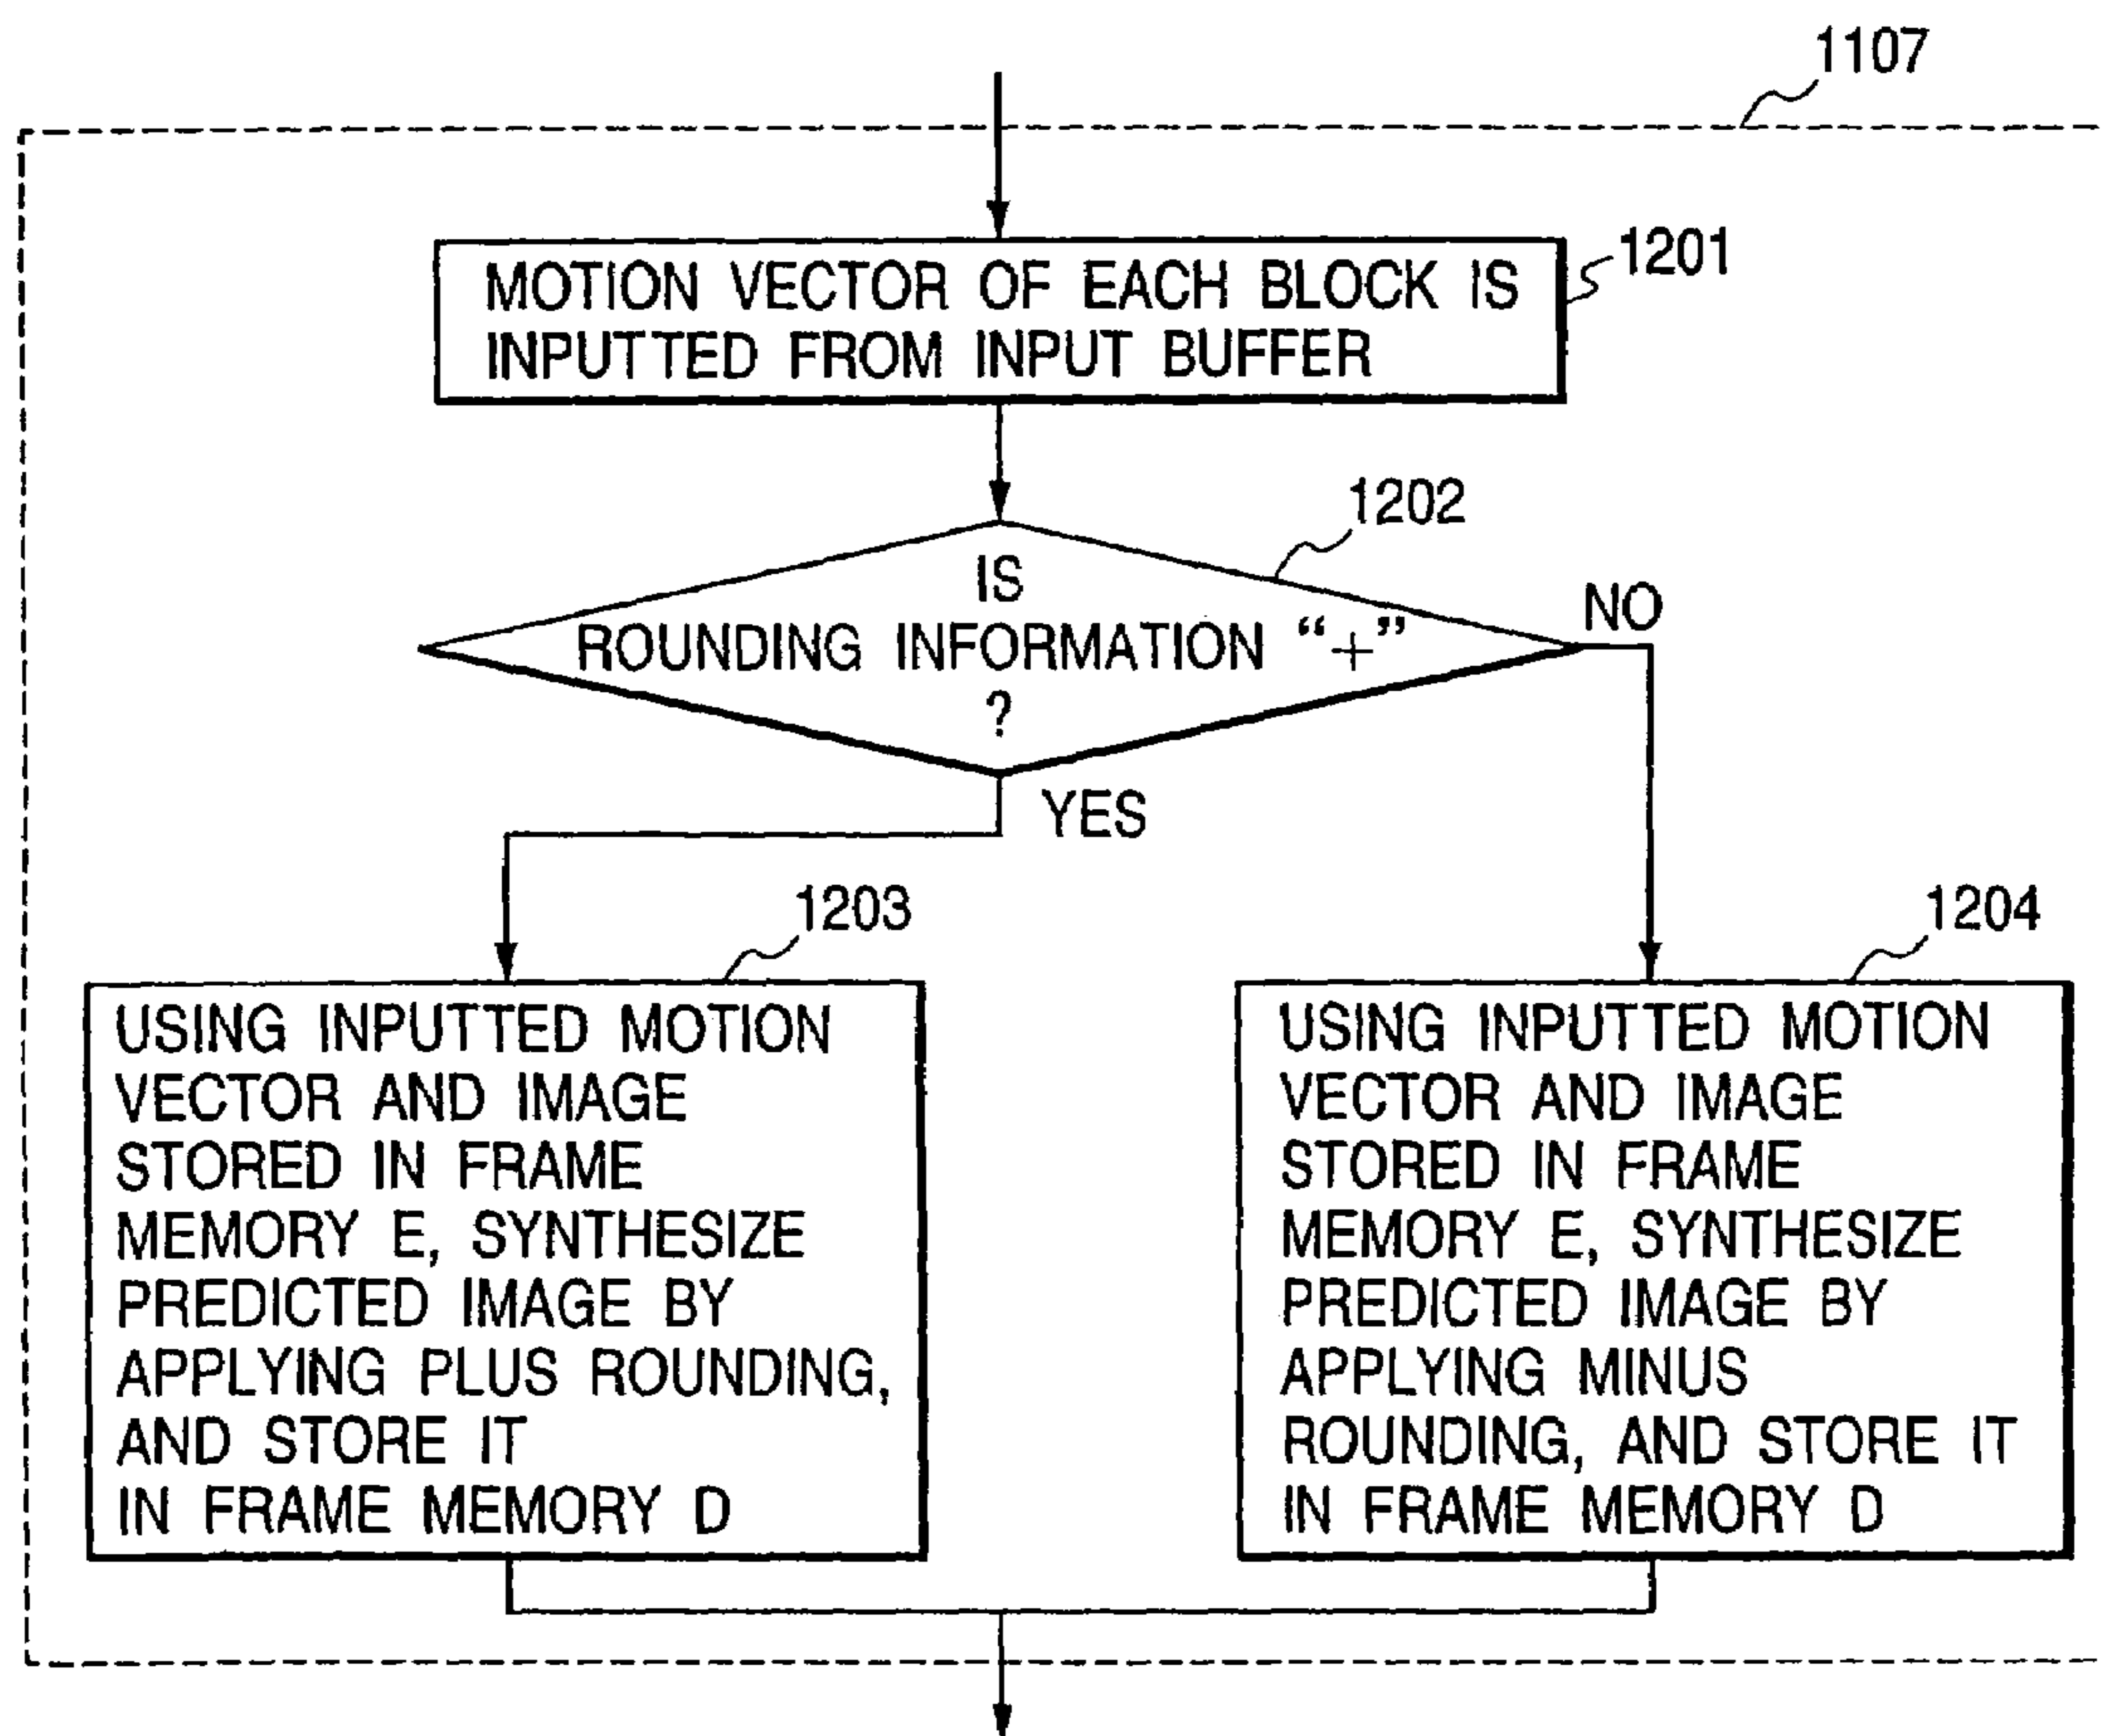 1107
MOTION VECTOR OF EACH BLOCK IS
INPUTTED FROM INPUT BUFFER
1201
1202
IS
ROUNDING INFORMATION “+”
?
NO
YES
1203
USING INPUTTED MOTION
VECTOR AND IMAGE
STORED IN FRAME
MEMORY E, SYNTHESIZE
PREDICTED IMAGE BY
APPLYING PLUS ROUNDING,
AND STORE IT
IN FRAME MEMORY D
1204
USING INPUTTED MOTION
VECTOR AND IMAGE
STORED IN FRAME
MEMORY E, SYNTHESIZE
PREDICTED IMAGE BY
APPLYING MINUS
ROUNDING, AND STORE IT
IN FRAME MEMORY D